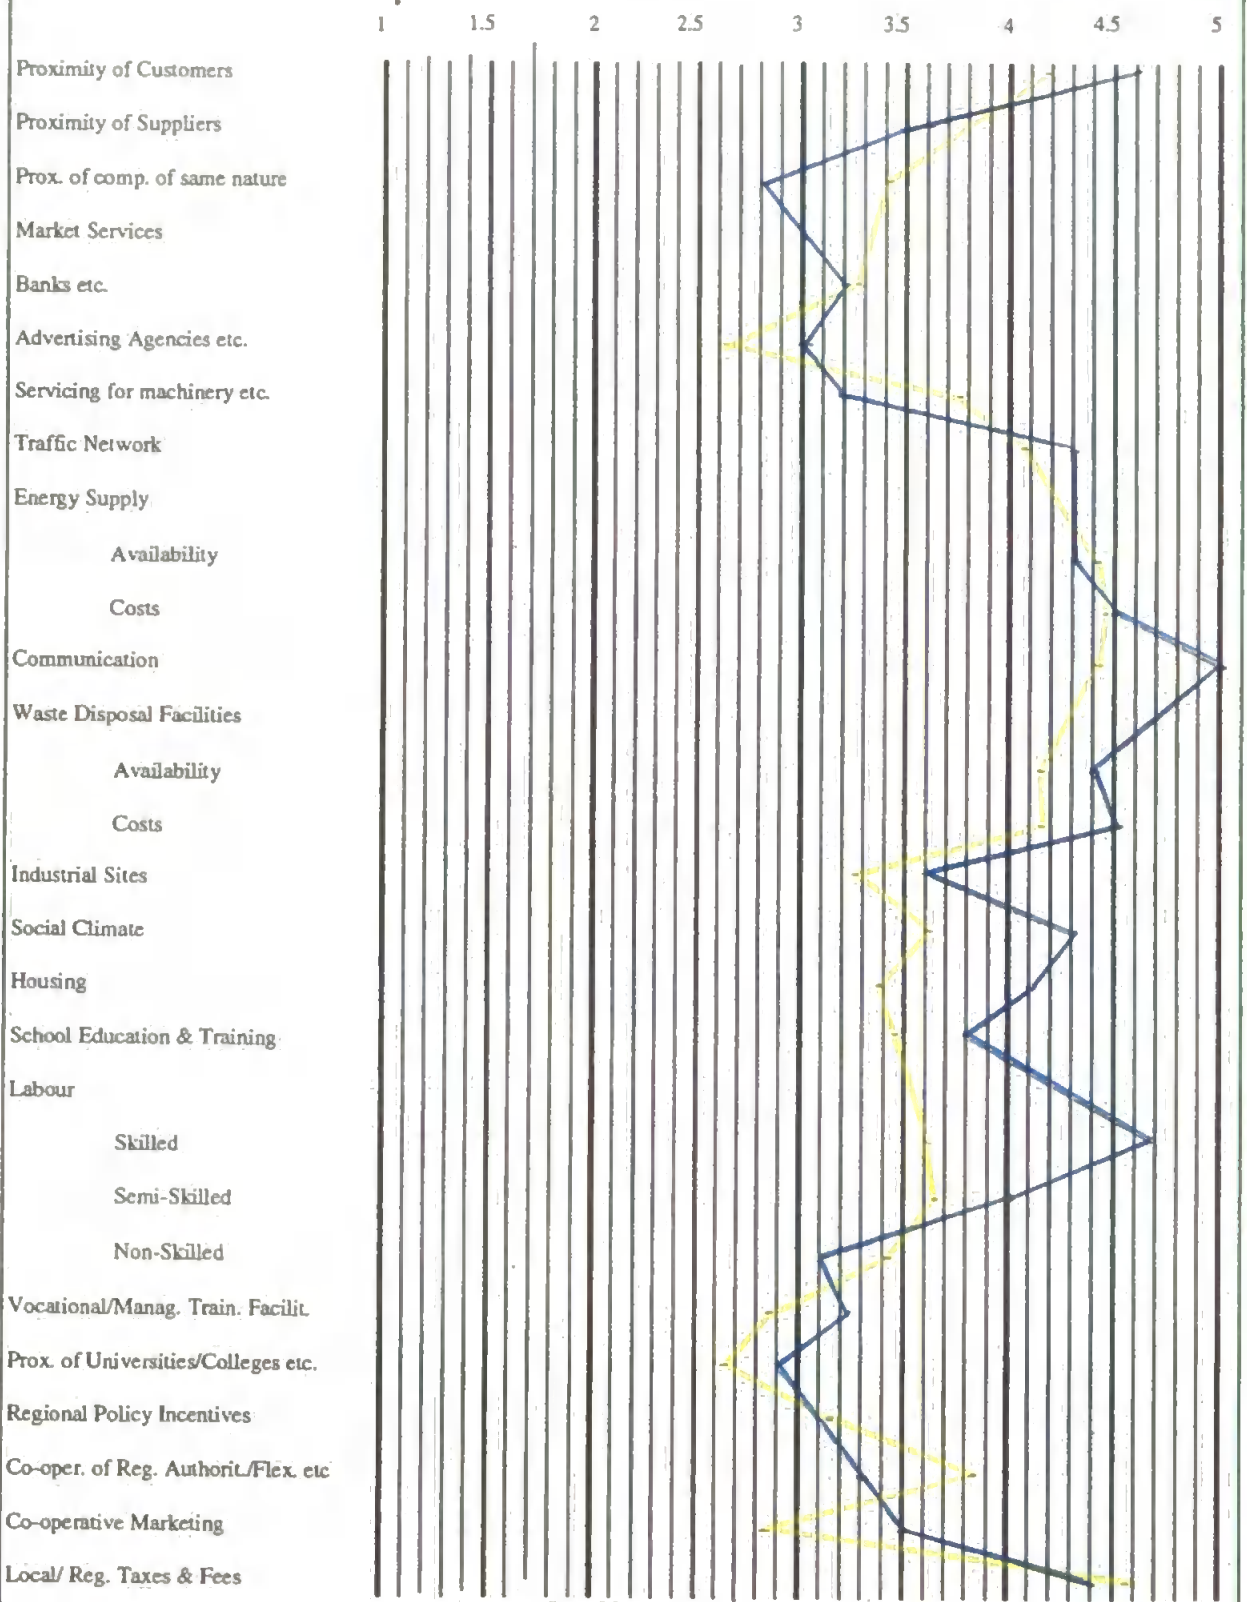 1 1.5 2 2.5 3 3.5 4 4.5 5
Proximity of Customers
Proximity of Suppliers
Prox. of comp. of same nature
Market Services
Banks etc.
Advertising Agencies etc.
Servicing for machinery etc.
Traffic Network
Energy Supply
Availability
Costs
Communication
Waste Disposal Facilities
Availability
Costs
Industrial Sites
Social Climate
Housing
School Education & Training
Labour
Skilled
Semi-Skilled
Non-Skilled
Vocational/Manag. Train. Facilit.
Prox. of Universities/Colleges etc.
Regional Policy Incentives
Co-oper. of Reg. Authorit./Flex. etc
Co-operative Marketing
Local/ Reg. Taxes & Fees